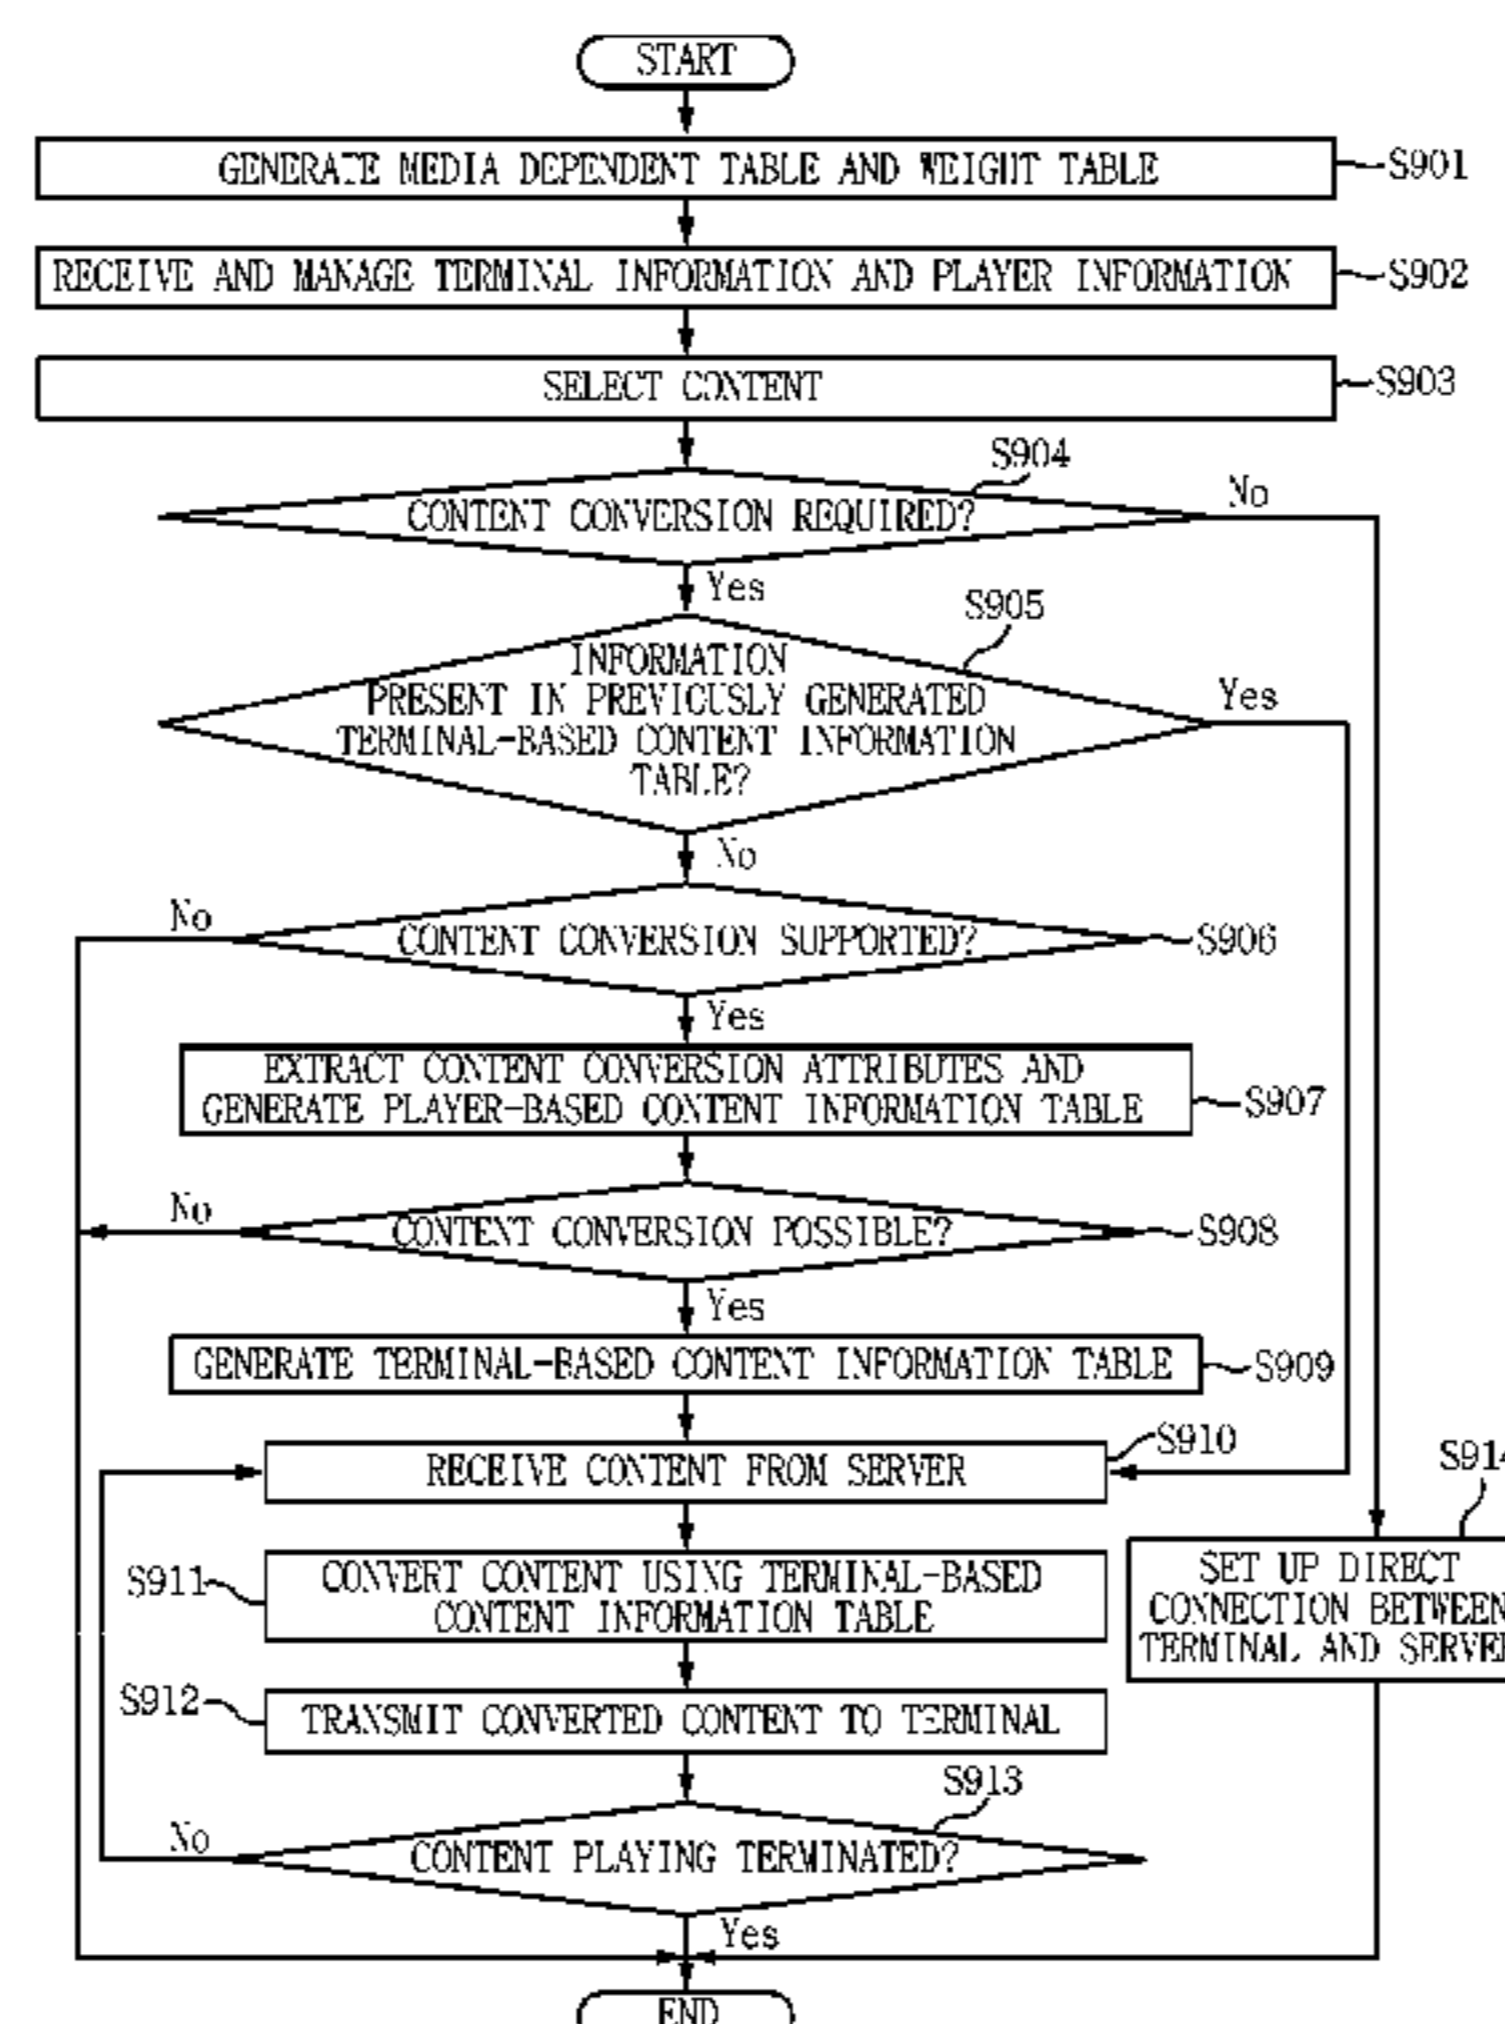 START
GENERATE MEDIA DEPENDENT TABLE AND WEIGHT TABLE
S901
RECEIVE AND MANAGE TERMINAL INFORMATION AND PLAYER INFORMATION
S902
SELECT CONTENT
S903
S904
CONTENT CONVERSION REQUIRED?
No
Yes
S905
INFORMATION
PRESENT IN PREVIOUSLY GENERATED
TERMINAL-BASED CONTENT INFORMATION
TABLE?
Yes
No
No
CONTENT CONVERSION SUPPORTED?
S906
Yes
EXTRACT CONTENT CONVERSION ATTRIBUTES AND
GENERATE PLAYER-BASED CONTENT INFORMATION TABLE
S907
No
CONTENT CONVERSION POSSIBLE?
S908
Yes
GENERATE TERMINAL-BASED CONTENT INFORMATION TABLE
S909
RECEIVE CONTENT FROM SERVER
S910
S914
S911
CONVERT CONTENT USING TERMINAL-BASED
CONTENT INFORMATION TABLE
SET UP DIRECT
CONNECTION BETWEEN
TERMINAL AND SERVER
S912
TRANSMIT CONVERTED CONTENT TO TERMINAL
S913
No
CONTENT PLAYING TERMINATED?
Yes
END